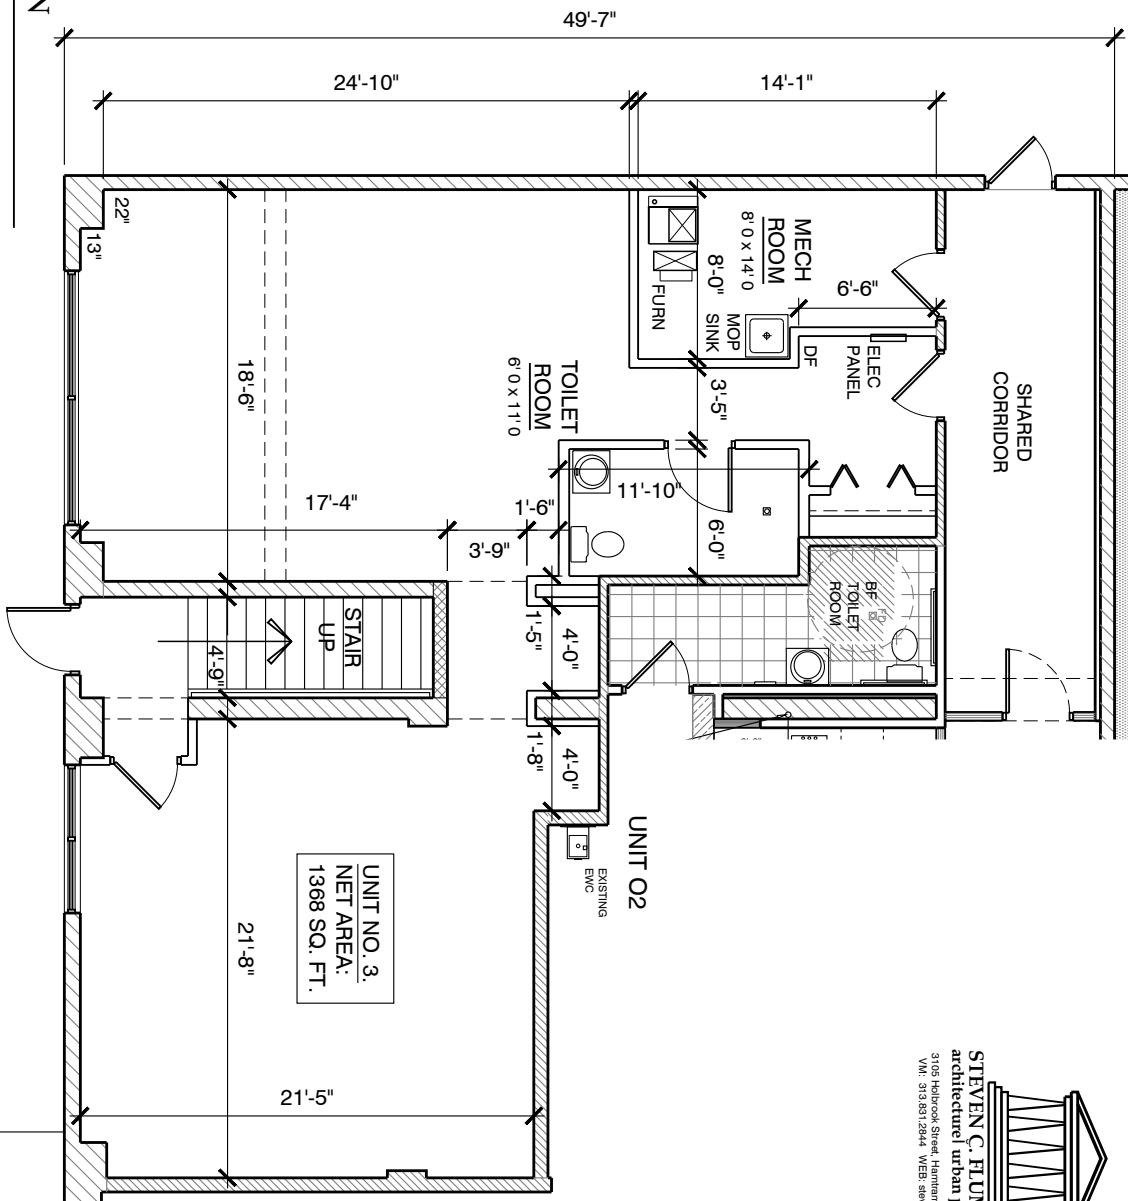 49'-7"
24'-10"
14'-1"
22"
13"
MECH
ROOM
8' 0 x 14' 0
8'-0"
6'-6"
FURN
MOP
SINK
DF
ELEC
PANEL
SHARED
CORRIDOR
TOILET
ROOM
6' 0 x 11' 0
18'-6"
3'-5"
17'-4"
1'-6"
11'-10"
3'-9"
6'-0"
BF
TOILET
ROOM
FD
STAIR
UP
4'-9"
1'-5"
4'-0"
1'-8"
4'-0"
UNIT O2
EXISTING
EWC
UNIT NO. 3.
NET AREA:
1368 SQ. FT.
21'-8"
21'-5"
STEVEN C. FLUM
architecture| urban
3105 Holbrook Street, Hamtram
VM: 313.831.2844 WEB: stev
N